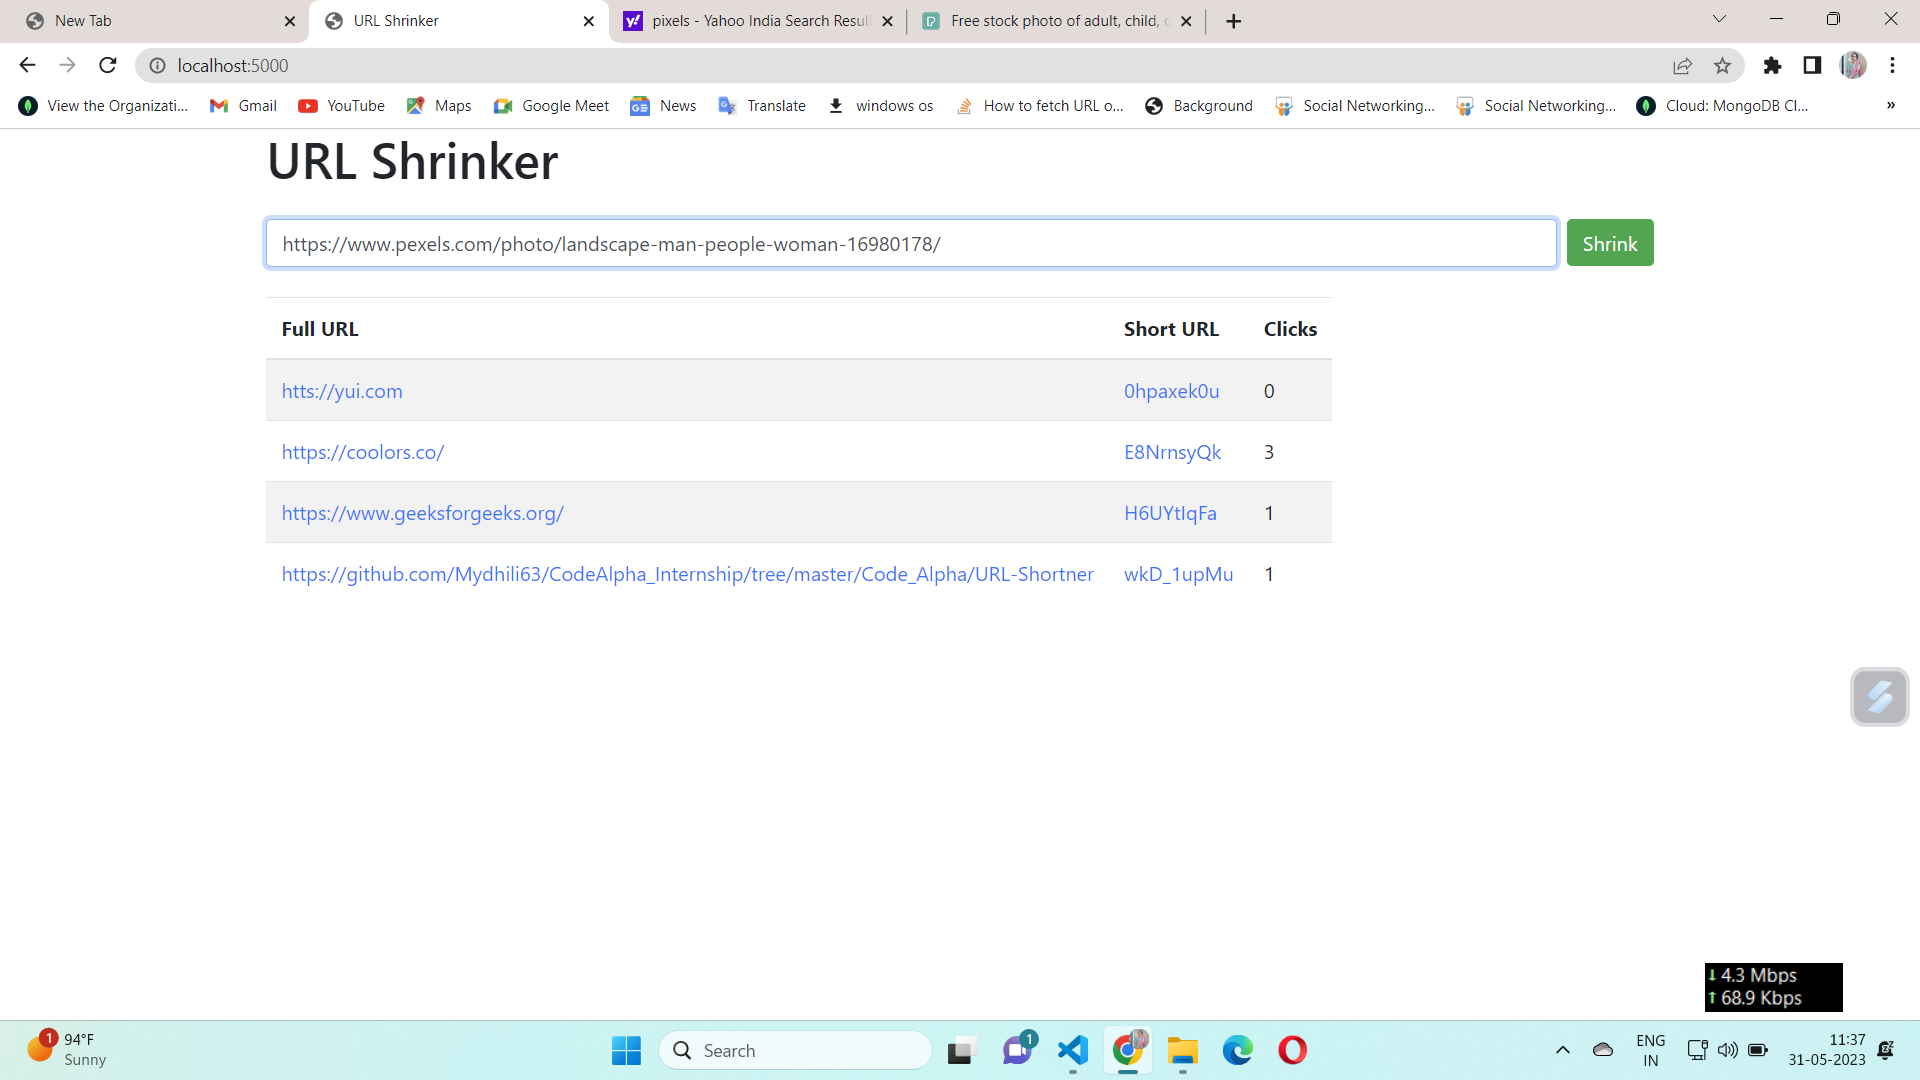 New Tab
URL Shrinker
pixels - Yahoo India Search Result
Free stock photo of adult, child,
localhost:5000
View the Organizati...
Gmail
YouTube
Maps
Google Meet
News
Translate
windows os
How to fetch URL o...
Background
Social Networking...
Social Networking...
Cloud: MongoDB Cl...
»
URL Shrinker
https://www.pexels.com/photo/landscape-man-people-woman-16980178/
Shrink
Full URL Short URL Clicks
htts://yui.com 0hpaxek0u 0
https://coolors.co/ E8NrnsyQk 3
https://www.geeksforgeeks.org/ H6UYtIqFa 1
https://github.com/Mydhili63/CodeAlpha_Internship/tree/master/Code_Alpha/URL-Shortner wkD_1upMu 1
4.3 Mbps
68.9 Kbps
1
94°F
Sunny
Search
1
ENG
IN
11:37
31-05-2023